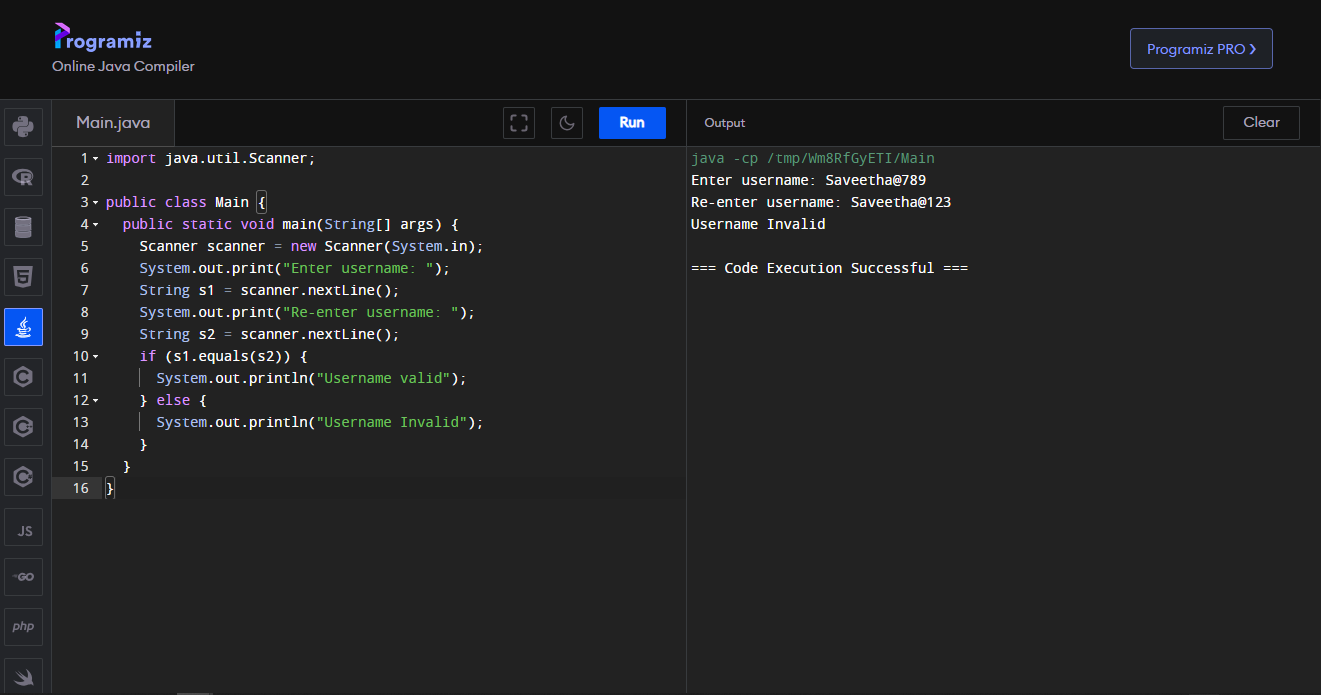 Programiz
Online Java Compiler
Programiz PRO ❯
Main.java
Run
Output
Clear
1 import java.util.Scanner;
2
3 public class Main {
4   public static void main(String[] args) {
5     Scanner scanner = new Scanner(System.in);
6     System.out.print("Enter username: ");
7     String s1 = scanner.nextLine();
8     System.out.print("Re-enter username: ");
9     String s2 = scanner.nextLine();
10     if (s1.equals(s2)) {
11       System.out.println("Username valid");
12     } else {
13       System.out.println("Username Invalid");
14     }
15   }
16 }
java -cp /tmp/Wm8RfGyETI/Main
Enter username: Saveetha@789
Re-enter username: Saveetha@123
Username Invalid
=== Code Execution Successful ===
R
5
C
C
C
JS
GO
php